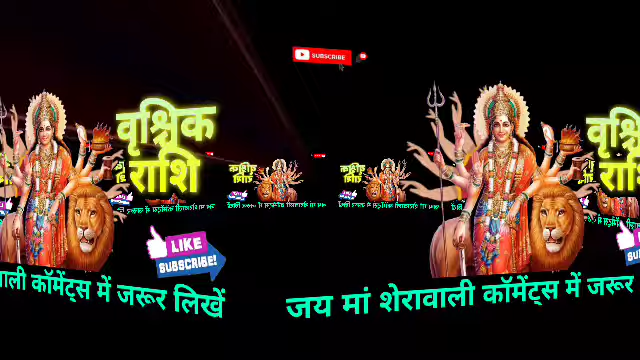 SUBSCRIBE
वृश्चिक
राशि
LIKE
SUBSCRIBE!
वाली कॉमेंट्स में जरूर लिखें
वृश्चि
राशि
जय मां शेरावाली कॉमेंट्स में जरूर